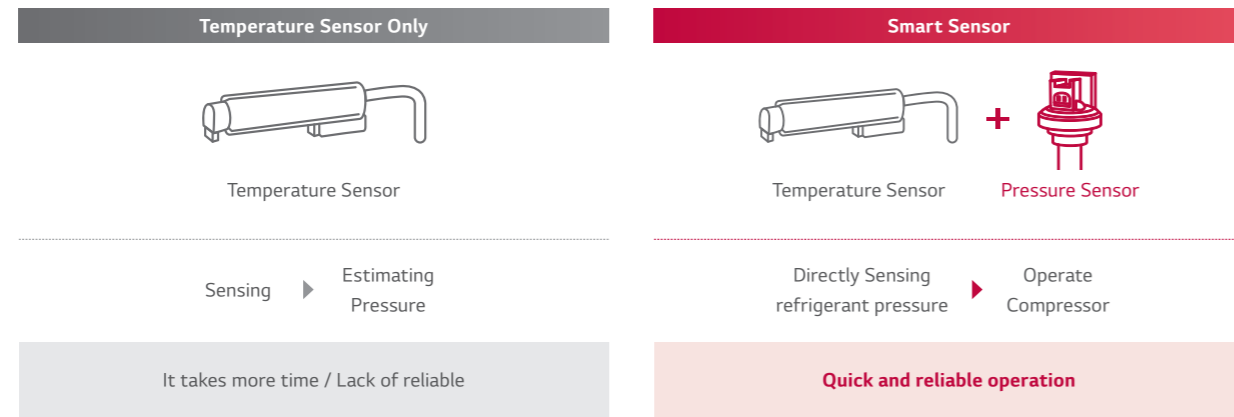 Temperature Sensor Only
Temperature Sensor
Sensing
Estimating
Pressure
It takes more time / Lack of reliable
Smart Sensor
+
Temperature Sensor
Pressure Sensor
Directly Sensing
refrigerant pressure
Operate
Compressor
Quick and reliable operation